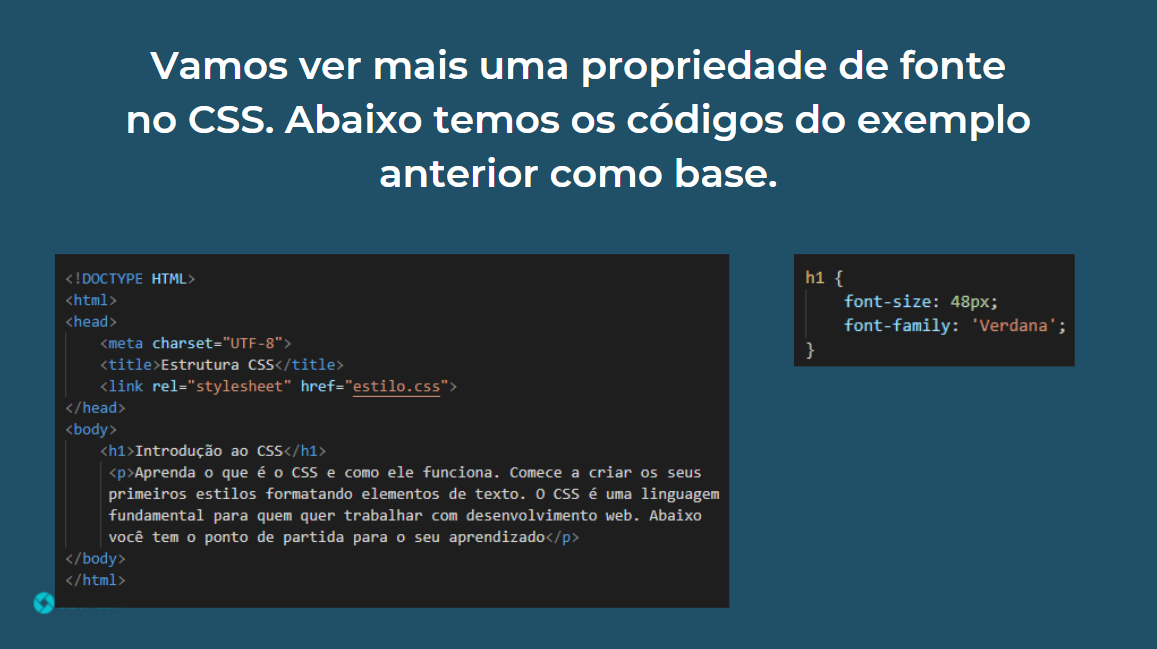 Vamos ver mais uma propriedade de fonte
no CSS. Abaixo temos os códigos do exemplo
anterior como base.
<!DOCTYPE HTML>
<html>
<head>
<meta charset="UTF-8">
<title>Estrutura CSS</title>
<link rel="stylesheet" href="estilo.css">
</head>
<body>
<h1>Introdução ao CSS</h1>
<p>Aprenda o que é o CSS e como ele funciona. Comece a criar os seus
primeiros estilos formatando elementos de texto. O CSS é uma linguagem
fundamental para quem quer trabalhar com desenvolvimento web. Abaixo
você tem o ponto de partida para o seu aprendizado</p>
</body>
</html>
h1 {
font-size: 48px;
font-family: 'Verdana';
}